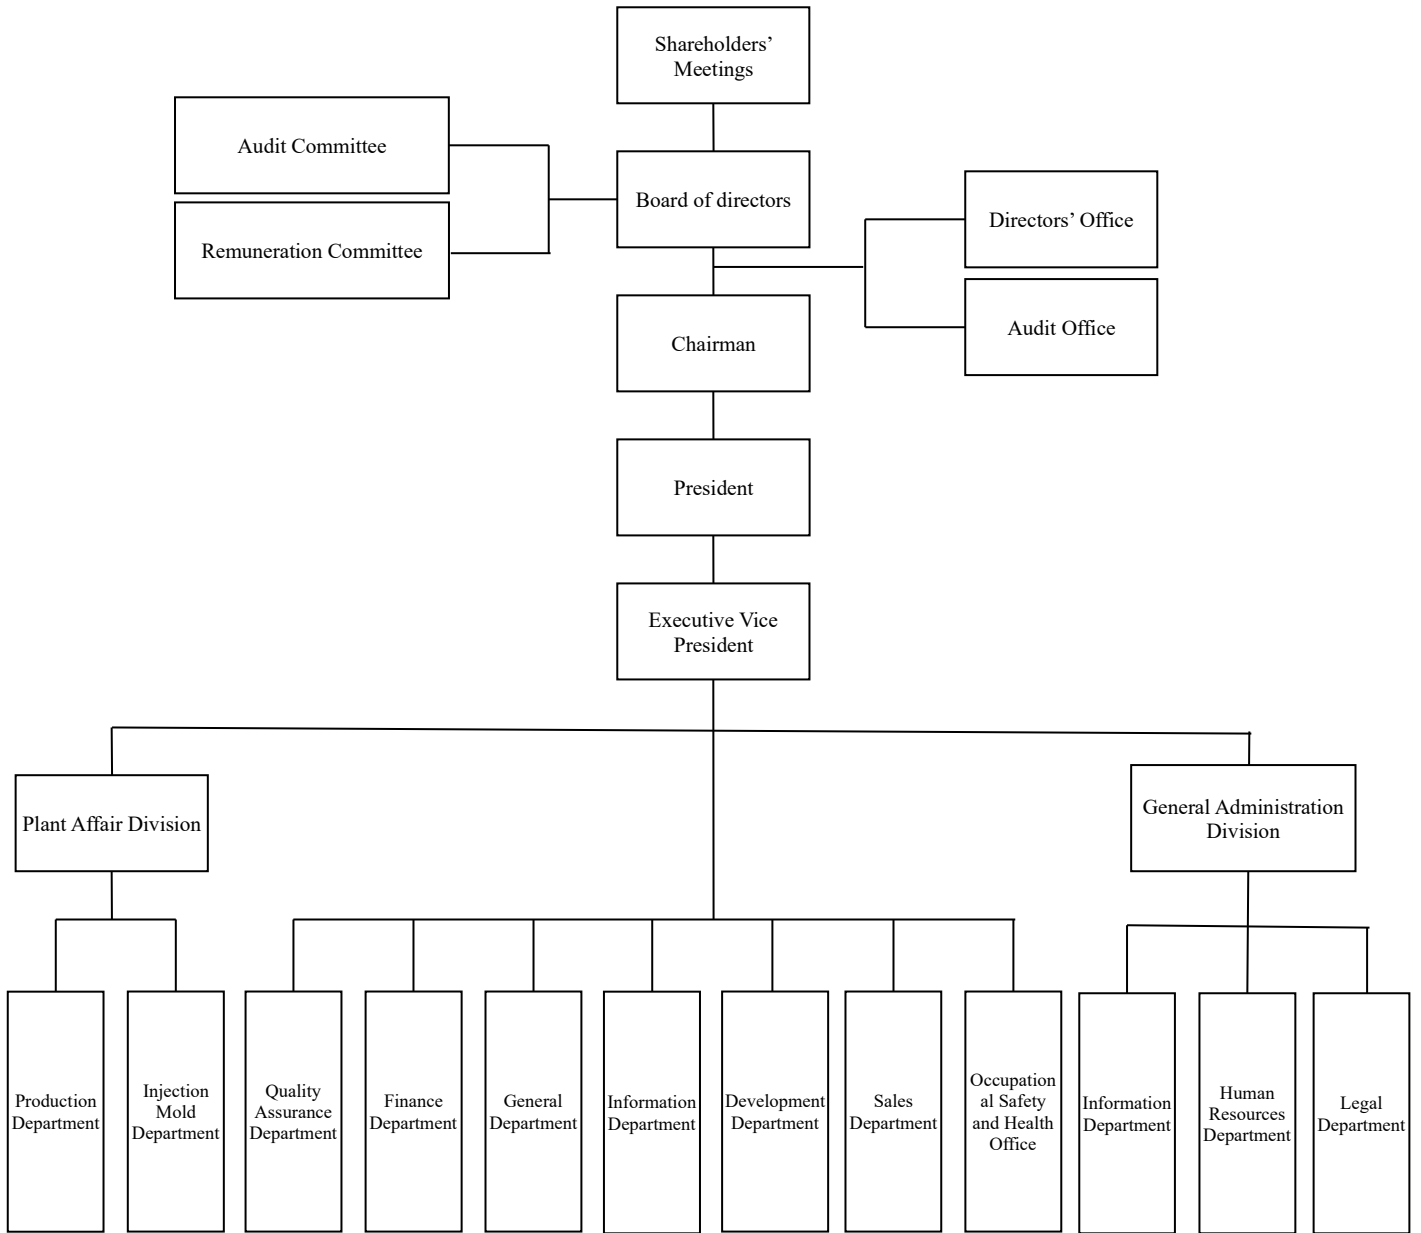 Shareholders’
Meetings
Audit Committee
Board of directors
Directors’ Office
Remuneration Committee
Audit Office
Chairman
President
Executive Vice
President
Plant Affair Division
General Administration
Division
Production
Department
Injection
Mold
Department
Quality
Assurance
Department
Finance
Department
General
Department
Information
Department
Development
Department
Sales
Department
Occupation
al Safety
and Health
Office
Information
Department
Human
Resources
Department
Legal
Department